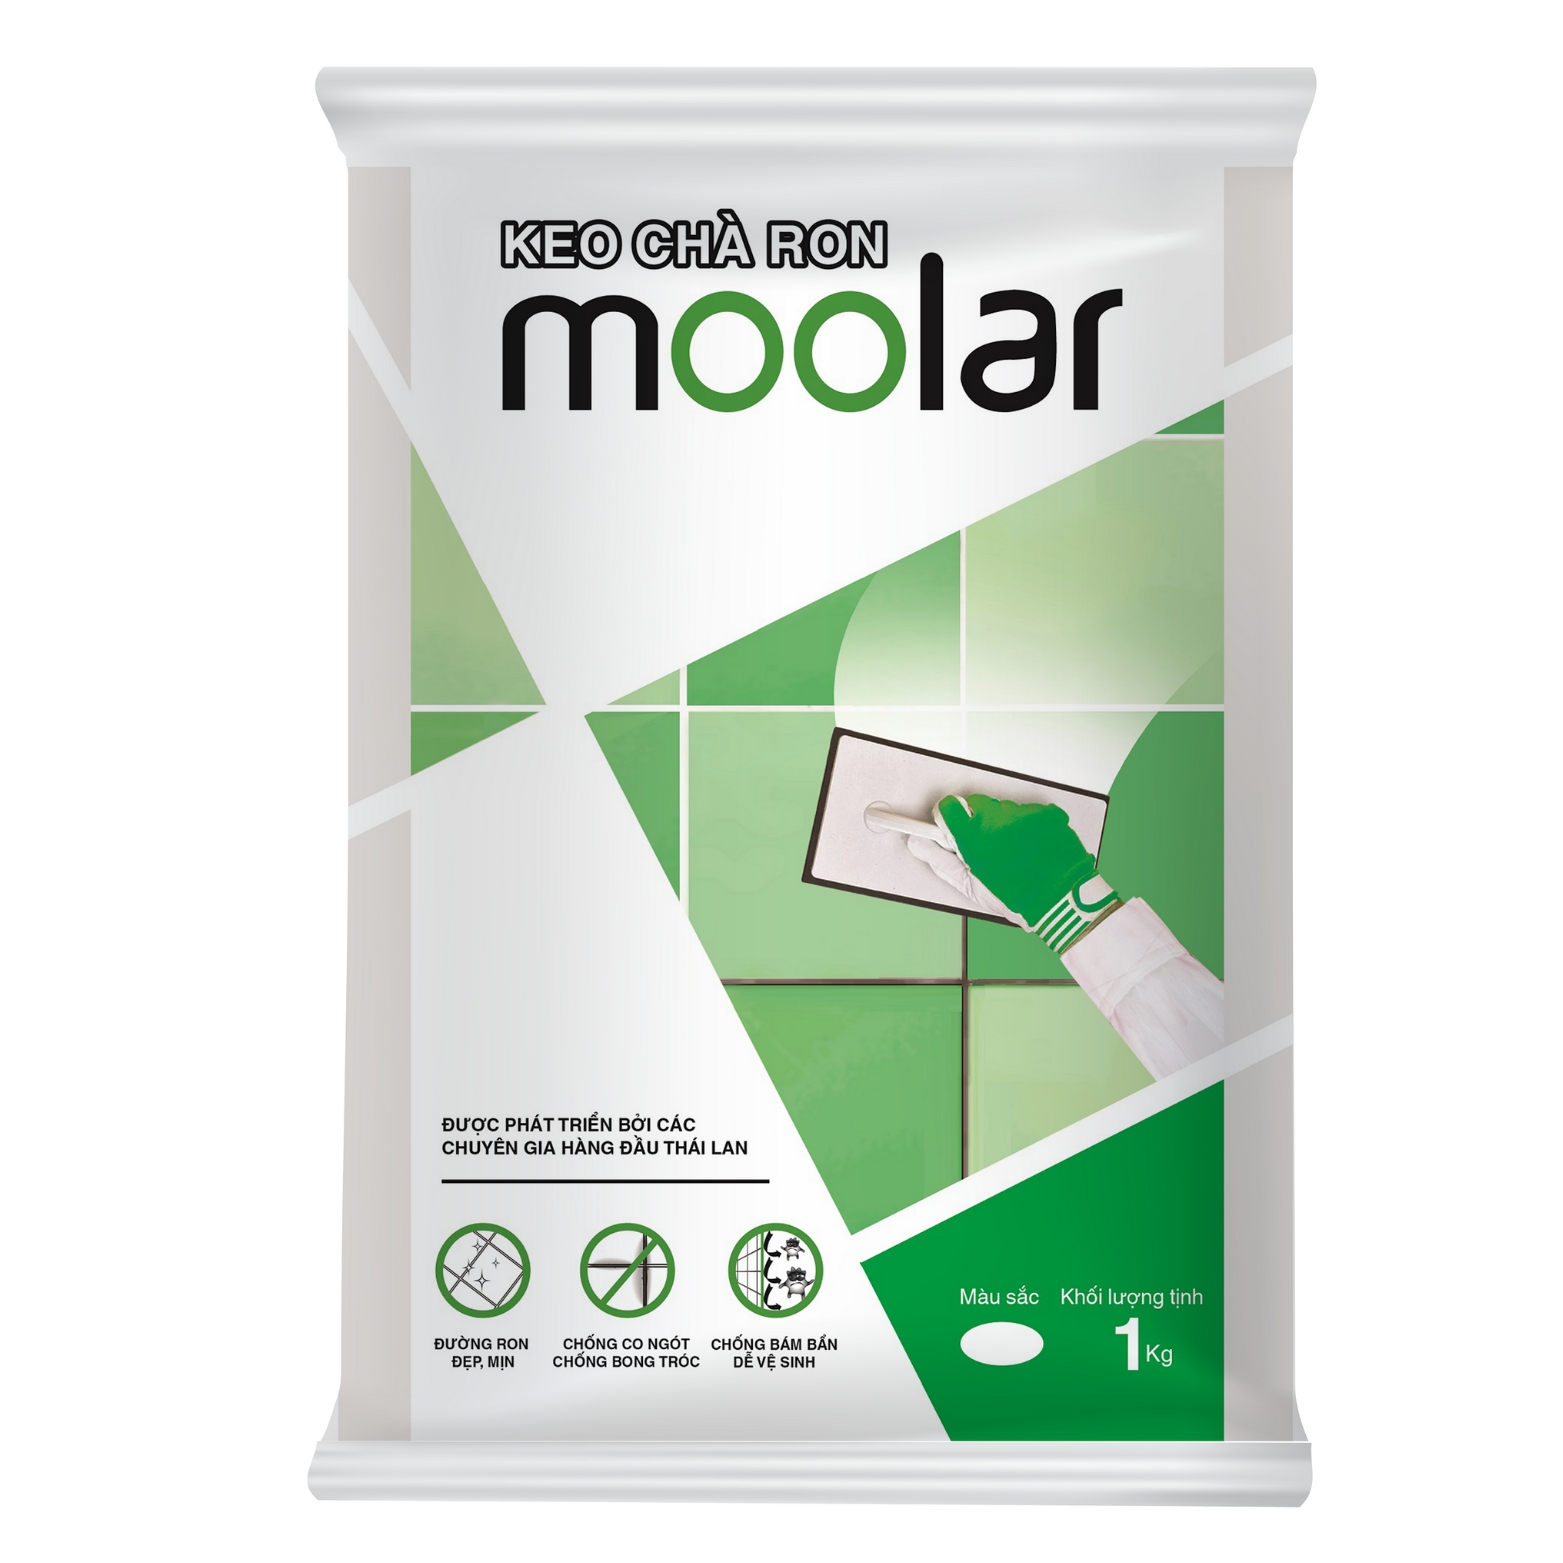 KEO CHÀ RON
moolar
ĐƯỢC PHÁT TRIỂN BỞI CÁC
CHUYÊN GIA HÀNG ĐẦU THÁI LAN
ĐƯỜNG RON
ĐẸP, MỊN
CHỐNG CO NGÓT
CHỐNG BONG TRÓC
CHỐNG BÁM BẨN
DỄ VỆ SINH
Màu sắc
Khối lượng tịnh
1Kg